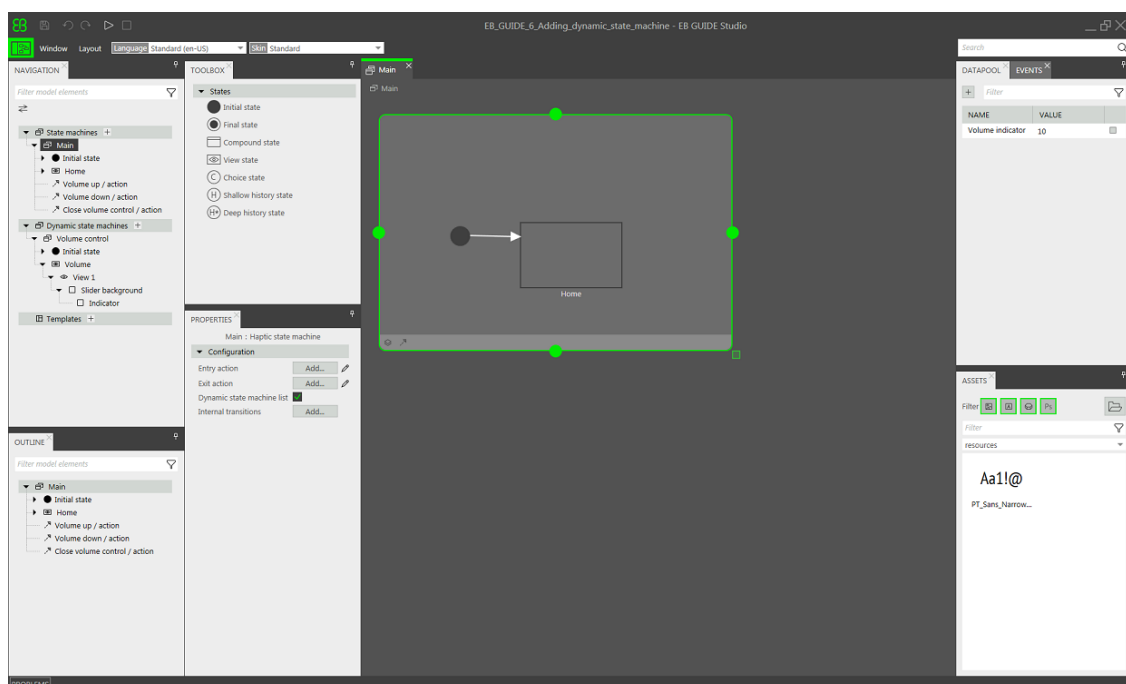 EB EB_GUIDE_6_Adding_dynamic_state_machine - EB GUIDE Studio
Window Layout Language Standard (en-US) Skin Standard
Search
NAVIGATION
Filter model elements
State machines +
Main
Initial state
Home
Volume up / action
Volume down / action
Close volume control / action
Dynamic state machines +
Volume control
Initial state
Volume
View 1
Slider background
Indicator
Templates +
OUTLINE
Filter model elements
Main
Initial state
Home
Volume up / action
Volume down / action
Close volume control / action
TOOLBOX
States
Initial state
Final state
Compound state
View state
C Choice state
H Shallow history state
H* Deep history state
PROPERTIES
Main : Haptic state machine
Configuration
Entry action Add...
Exit action Add...
Dynamic state machine list
Internal transitions Add...
Main
Main
Home
DATAPOOL EVENTS
+ Filter
NAME VALUE
Volume indicator 10
ASSETS
Filter A Ps
Filter
resources
Aa1!@
PT_Sans_Narrow...
PROBLEMS